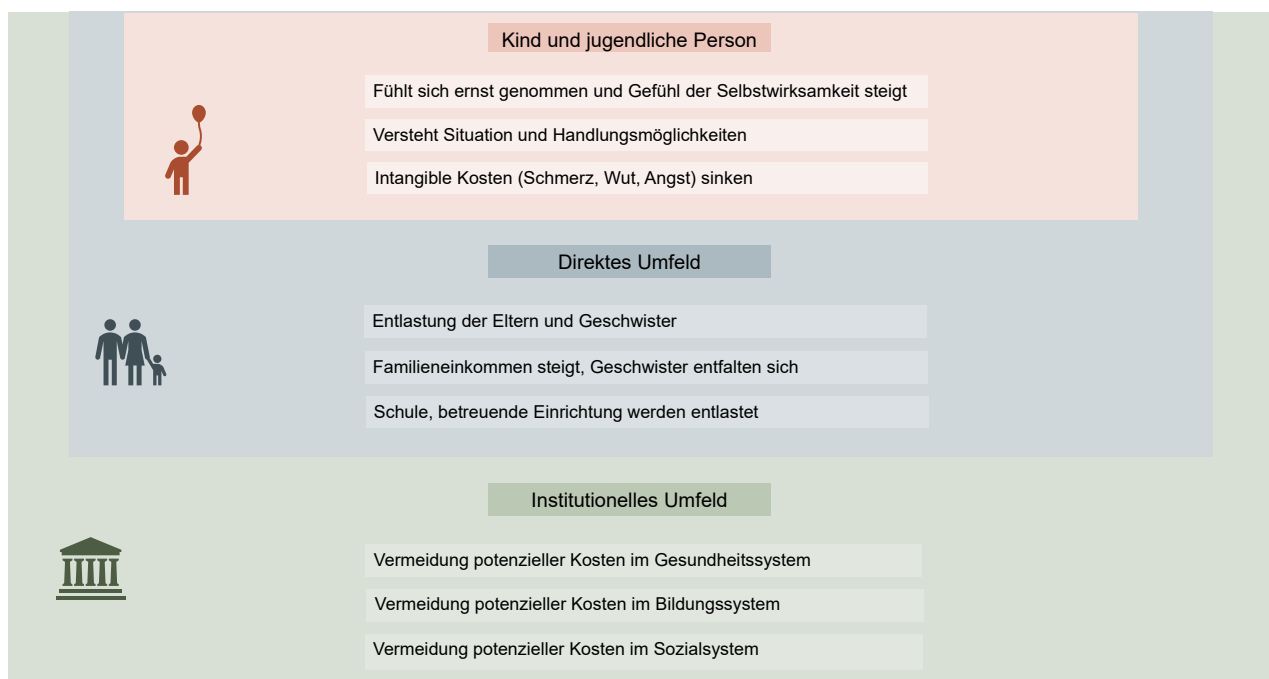 Kind und jugendliche Person
Fühlt sich ernst genommen und Gefühl der Selbstwirksamkeit steigt
Versteht Situation und Handlungsmöglichkeiten
Intangible Kosten (Schmerz, Wut, Angst) sinken
Direktes Umfeld
Entlastung der Eltern und Geschwister
Familieneinkommen steigt, Geschwister entfalten sich
Schule, betreuende Einrichtung werden entlastet
Institutionelles Umfeld
Vermeidung potenzieller Kosten im Gesundheitssystem
Vermeidung potenzieller Kosten im Bildungssystem
Vermeidung potenzieller Kosten im Sozialsystem